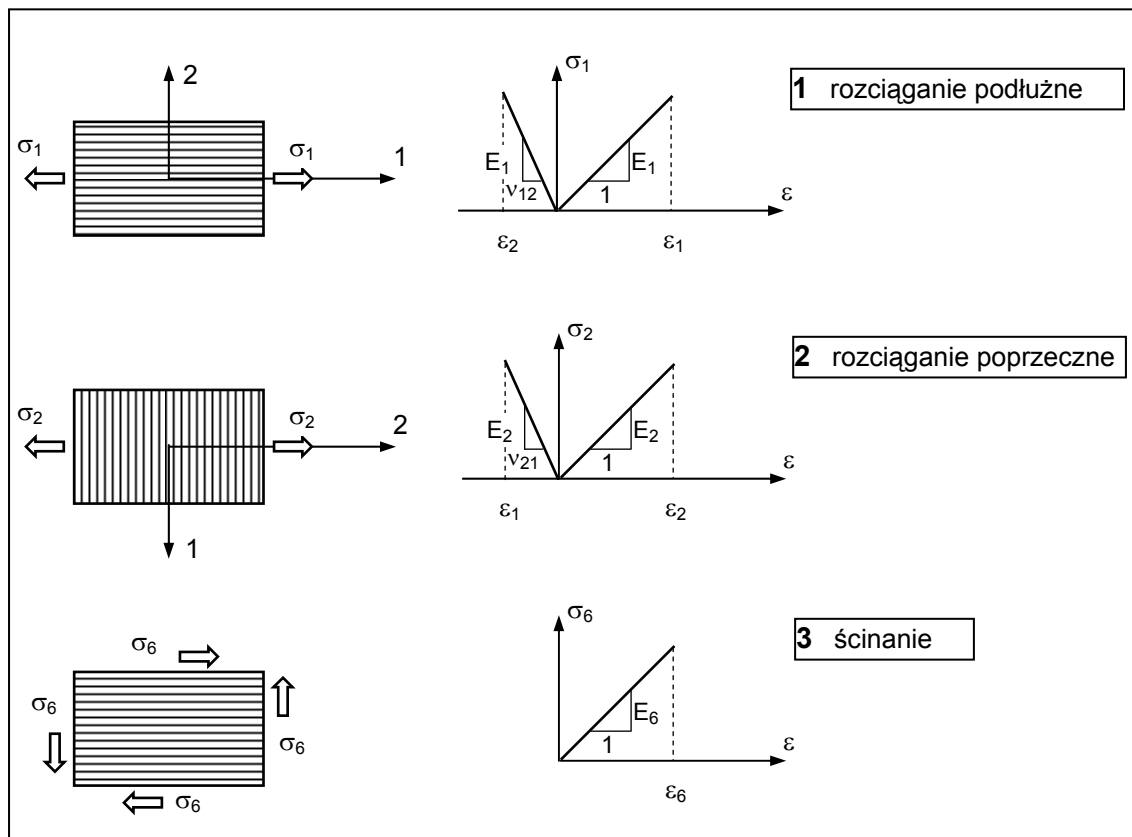 2
σ1
σ1
1
σ1
E1
ν12
E1
1
ε
ε2
ε1
1 rozciąganie podłużne
σ2
σ2
2
1
σ2
E2
ν21
E2
1
ε
ε1
ε2
2 rozciąganie poprzeczne
σ6
σ6
σ6
σ6
σ6
E6
1
ε
ε6
3 ścinanie